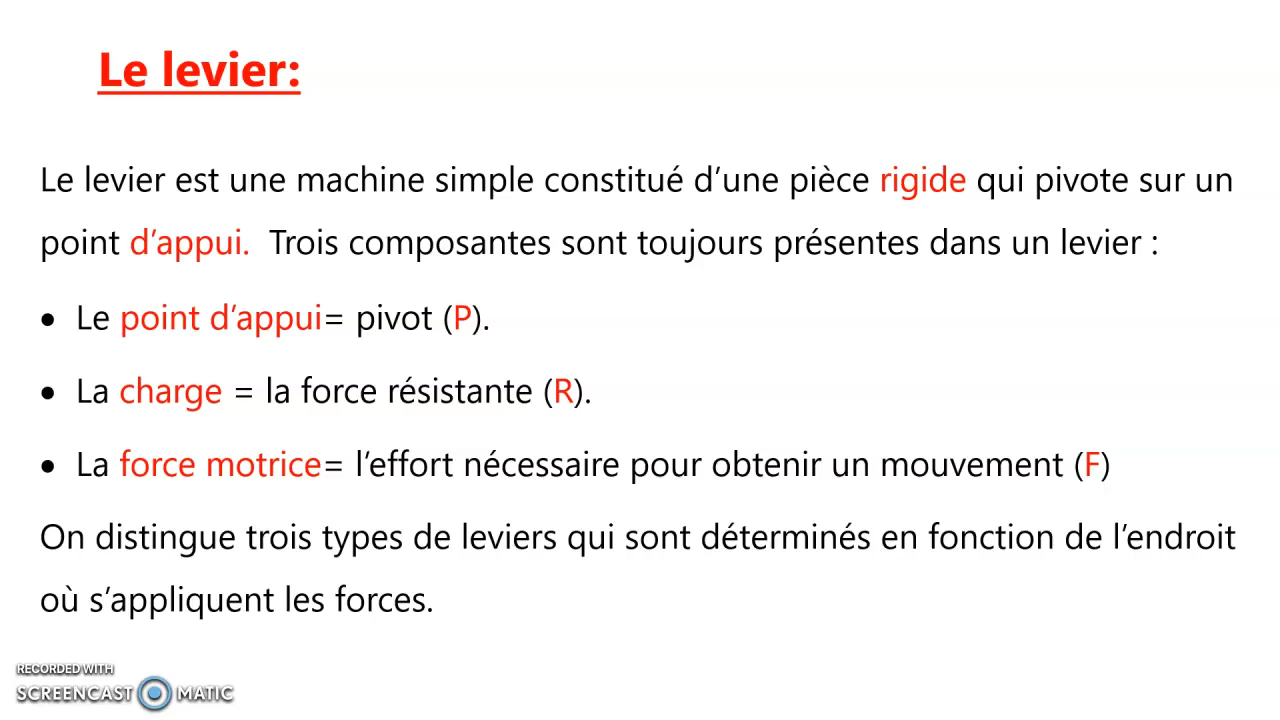 Le levier:
Le levier est une machine simple constitué d’une pièce rigide qui pivote sur un
point d’appui. Trois composantes sont toujours présentes dans un levier :
• Le point d’appui= pivot (P).
• La charge = la force résistante (R).
• La force motrice= l’effort nécessaire pour obtenir un mouvement (F)
On distingue trois types de leviers qui sont déterminés en fonction de l’endroit
où s’appliquent les forces.
RECORDED WITH
SCREENCAST MATIC